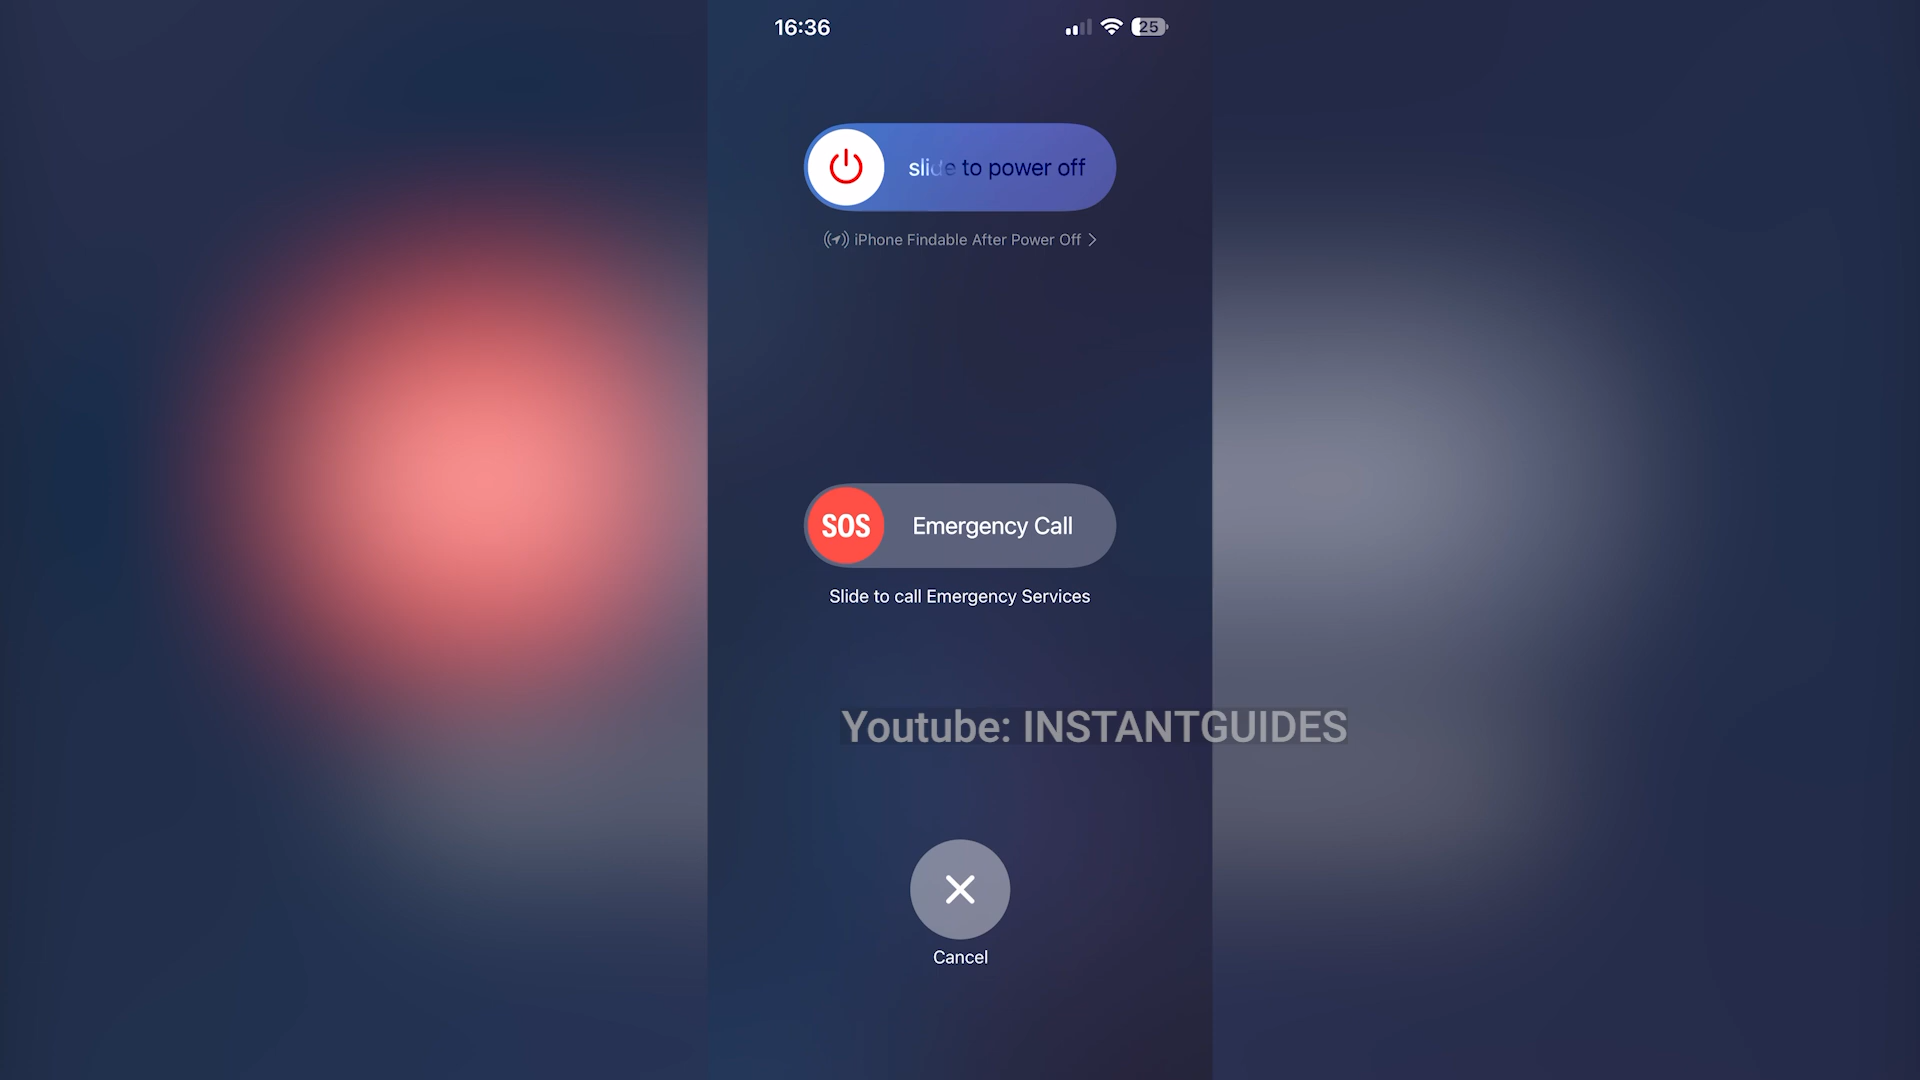 16:36
25
slide to power off
iPhone Findable After Power Off
SOS
Emergency Call
Slide to call Emergency Services
Youtube: INSTANTGUIDES
Cancel